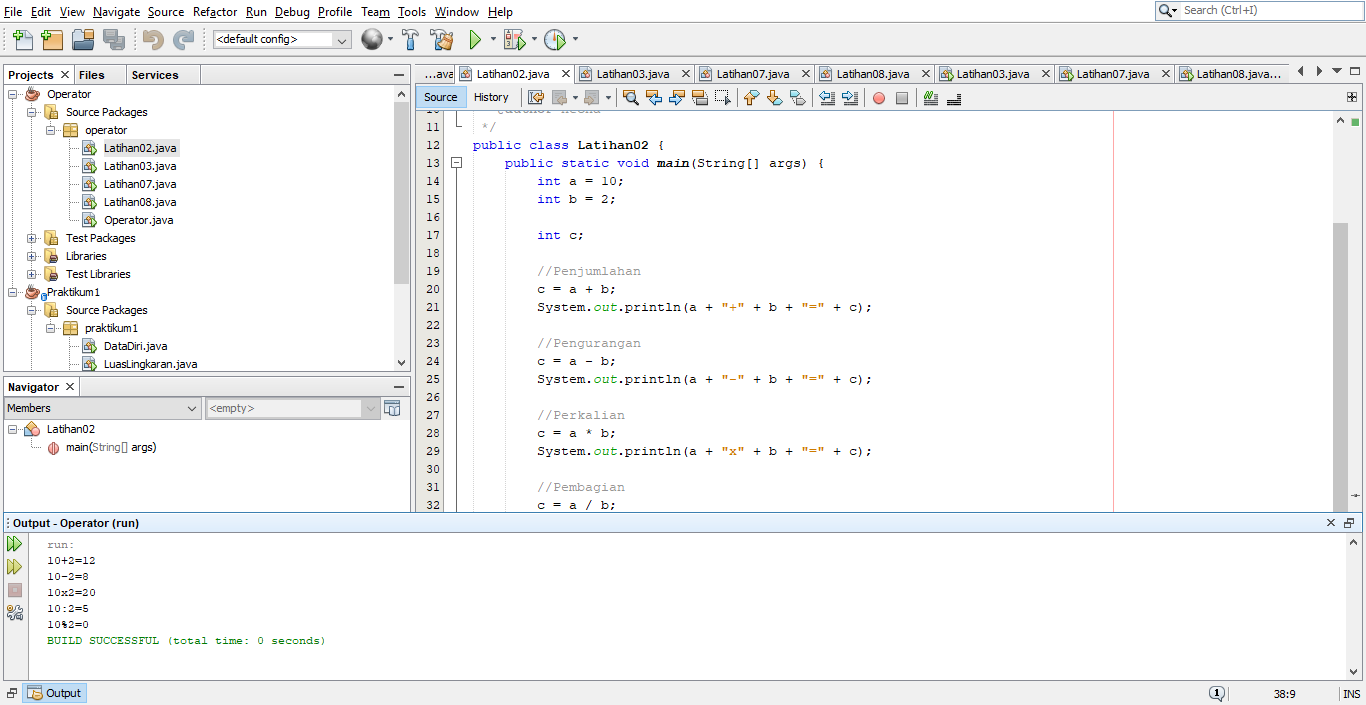 File Edit View Navigate Source Refactor Run Debug Profile Team Tools Window Help
Search (Ctrl+I)
<default config>
Projects Files Services
Operator
Source Packages
operator
Latihan02.java
Latihan03.java
Latihan07.java
Latihan08.java
Operator.java
Test Packages
Libraries
Test Libraries
Praktikum1
Source Packages
praktikum1
DataDiri.java
LuasLingkaran.java
Navigator
Members <empty>
Latihan02
main(String[] args)
...ava Latihan02.java Latihan03.java Latihan07.java Latihan08.java Latihan03.java Latihan07.java Latihan08.java...
Source History
11 */
12 public class Latihan02 {
13 public static void main(String[] args) {
14 int a = 10;
15 int b = 2;
16
17 int c;
18
19 //Penjumlahan
20 c = a + b;
21 System.out.println(a + "+" + b + "=" + c);
22
23 //Pengurangan
24 c = a - b;
25 System.out.println(a + "-" + b + "=" + c);
26
27 //Perkalian
28 c = a * b;
29 System.out.println(a + "x" + b + "=" + c);
30
31 //Pembagian
32 c = a / b;
Output - Operator (run)
run:
10+2=12
10-2=8
10x2=20
10:2=5
10%2=0
BUILD SUCCESSFUL (total time: 0 seconds)
Output
1 38:9 INS